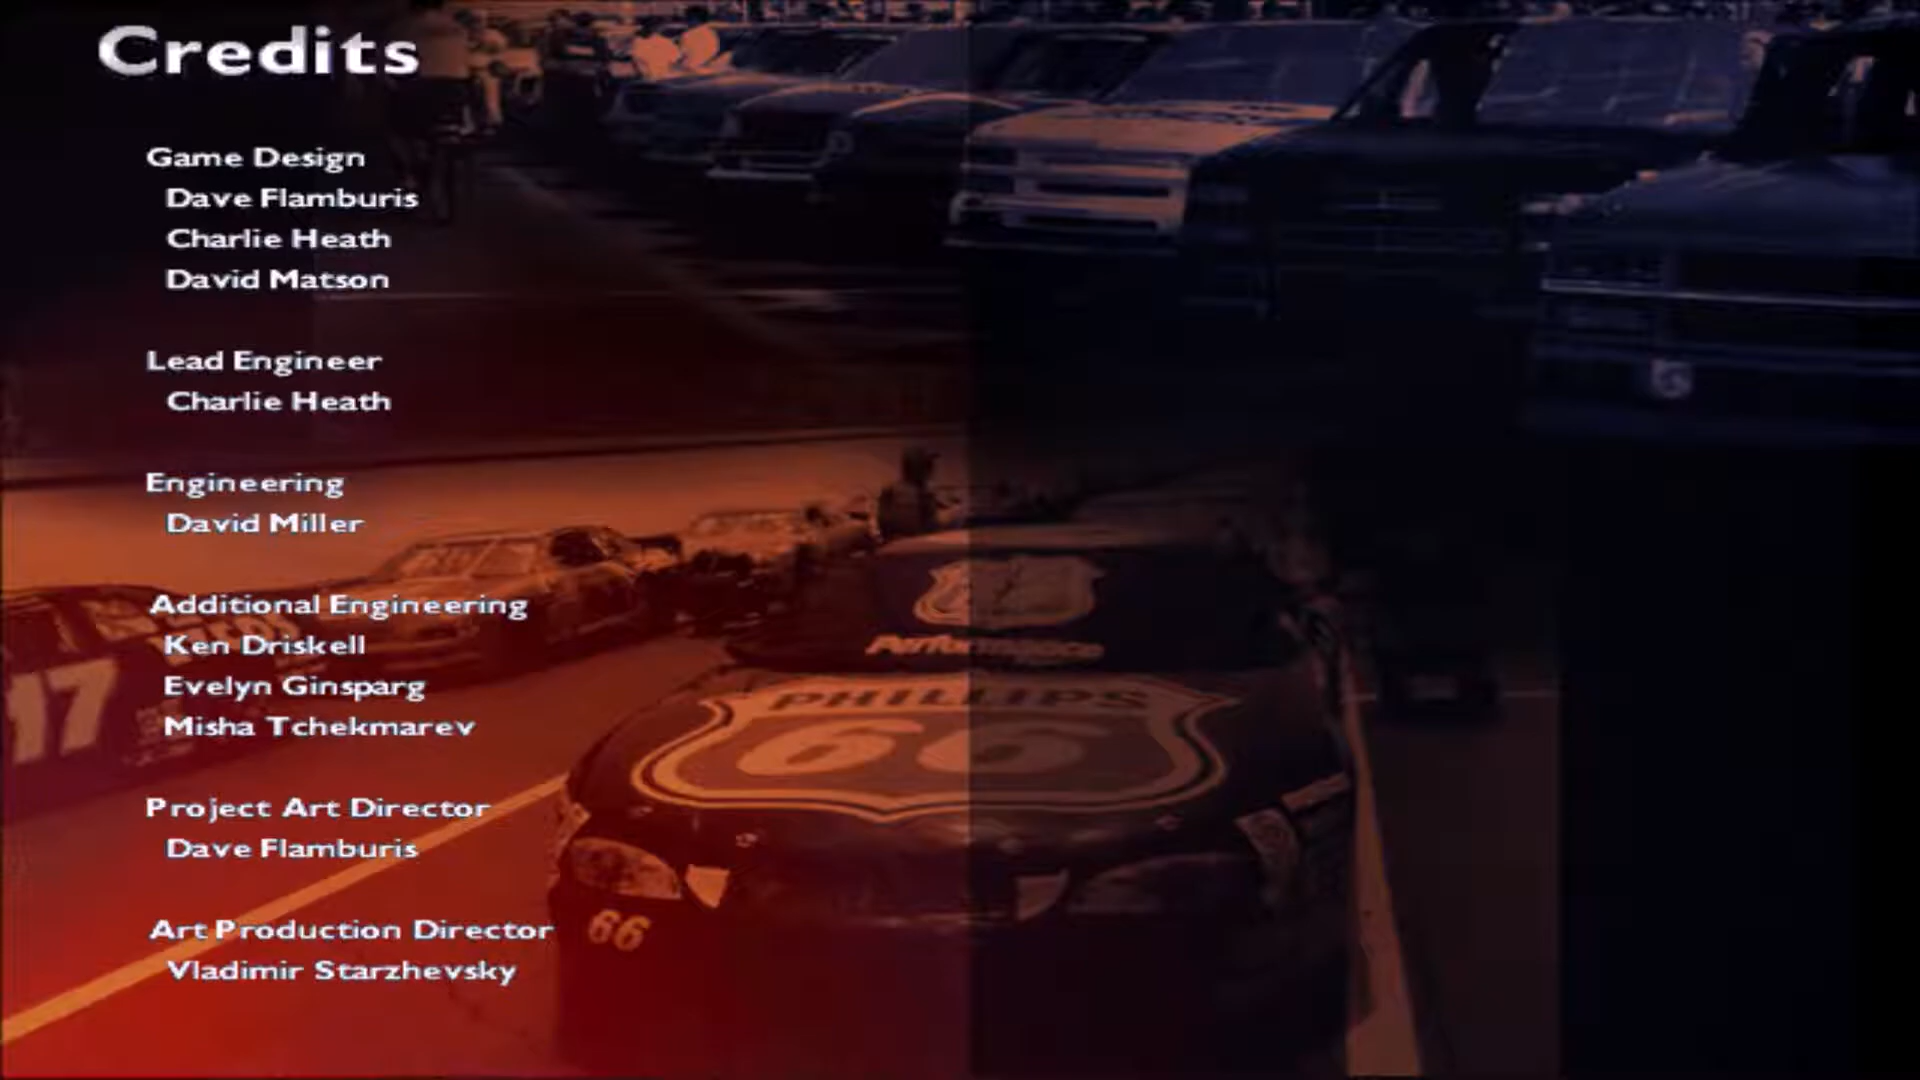 Credits
Game Design
Dave Flamburis
Charlie Heath
David Matson
Lead Engineer
Charlie Heath
Engineering
David Miller
Additional Engineering
Ken Driskell
Evelyn Ginsparg
Misha Tchekmarev
Project Art Director
Dave Flamburis
Art Production Director
Vladimir Starzhevsky
17
Performance
PHILLIPS
66
66